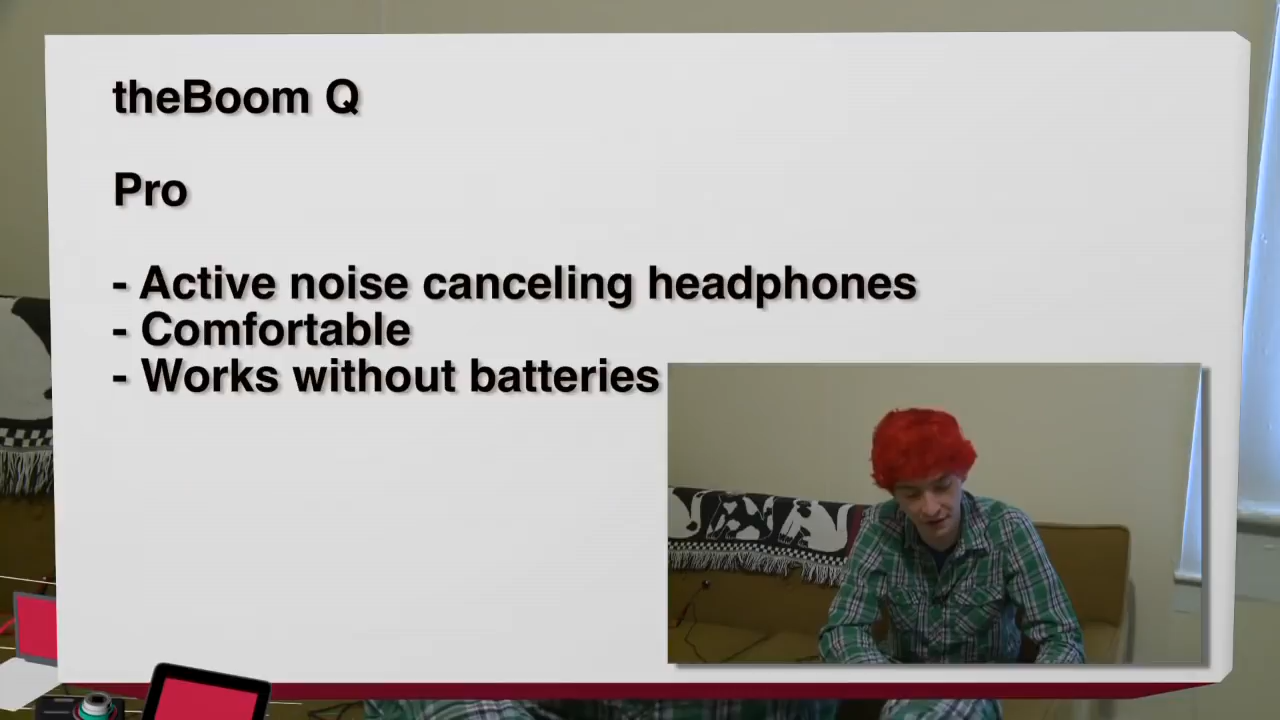 theBoom Q
Pro
- Active noise canceling headphones
- Comfortable
- Works without batteries